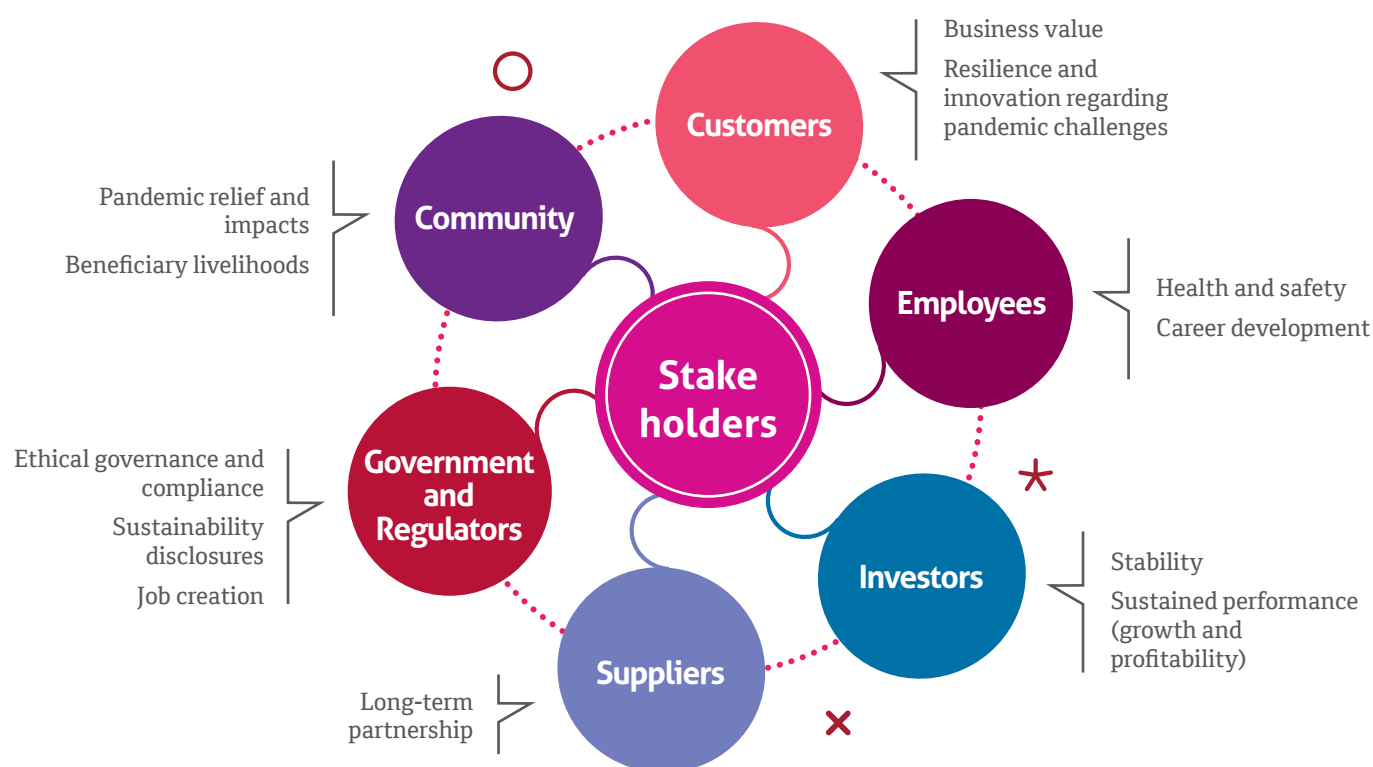 Business value
Resilience and
innovation regarding
pandemic challenges
Customers
Pandemic relief and
impacts
Beneficiary livelihoods
Community
Employees
Health and safety
Career development
Stake
holders
Ethical governance and
compliance
Sustainability
disclosures
Job creation
Government
and
Regulators
Investors
Stability
Sustained performance
(growth and
profitability)
Suppliers
Long-term
partnership